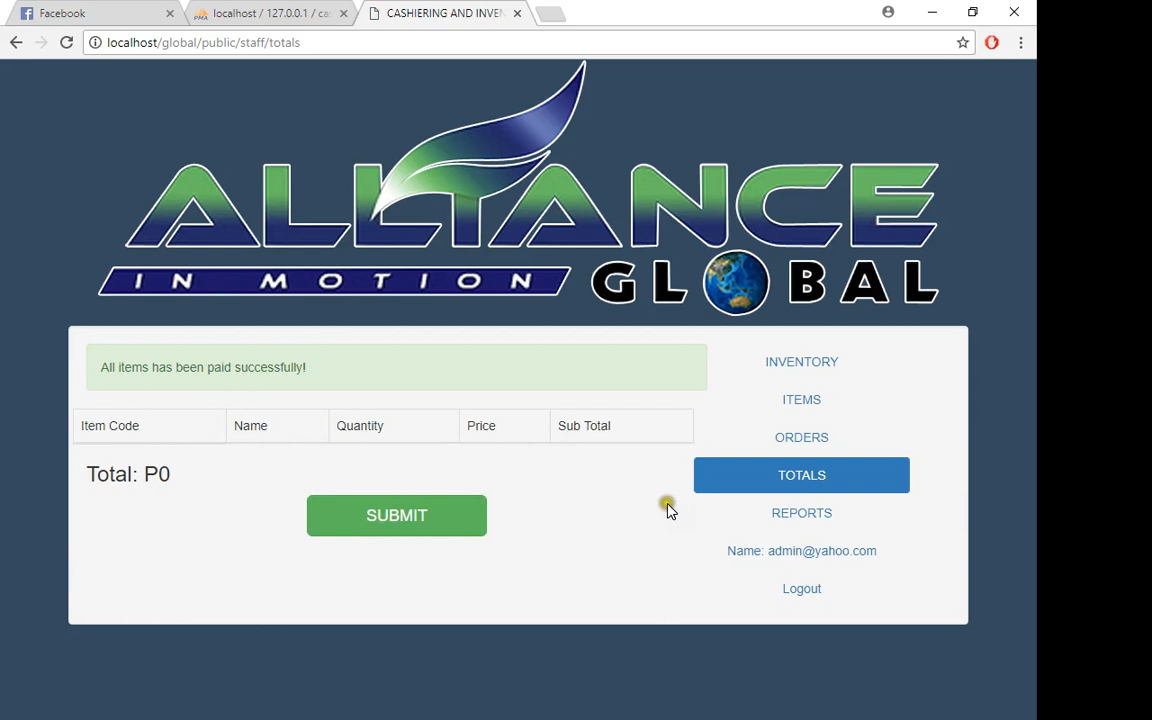 Facebook
localhost / 127.0.0.1 / ca
CASHIERING AND INVEN
localhost/global/public/staff/totals
ALLIANCE
IN MOTION GLOBAL
All items has been paid successfully!
INVENTORY
ITEMS
Item Code Name Quantity Price Sub Total
ORDERS
Total: P0
TOTALS
SUBMIT
REPORTS
Name: admin@yahoo.com
Logout